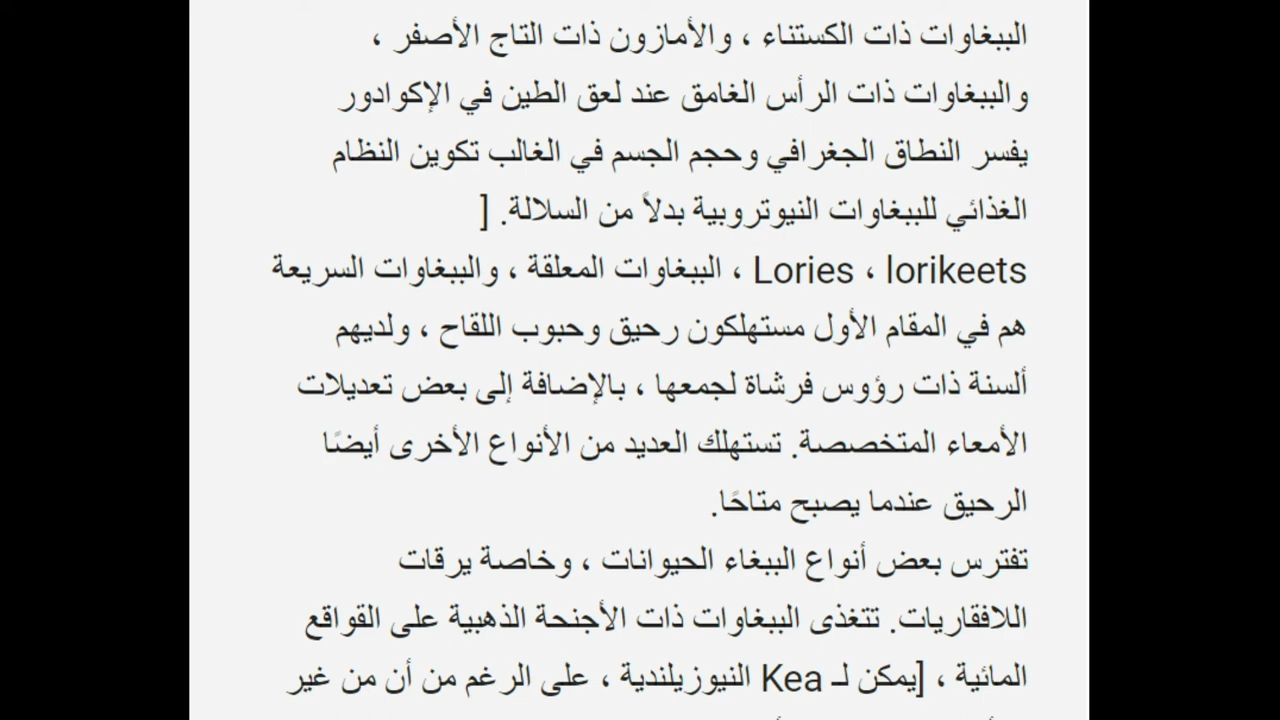 الببغاوات ذات الكستناء ، والأمازون ذات التاج الأصفر ،
والببغاوات ذات الرأس الغامق عند لعق الطين في الإكوادور
يفسر النطاق الجغرافي وحجم الجسم في الغالب تكوين النظام
الغذائي للببغاوات النيوتروبية بدلاً من السلالة. [
Lories ، lorikeets ، الببغاوات المعلقة ، والببغاوات السريعة
هم في المقام الأول مستهلكون رحيق وحبوب اللقاح ، ولديهم
ألسنة ذات رؤوس فرشاة لجمعها ، بالإضافة إلى بعض تعديلات
الأمعاء المتخصصة. تستهلك العديد من الأنواع الأخرى أيضًا
الرحيق عندما يصبح متاحًا.
تفترس بعض أنواع الببغاء الحيوانات ، وخاصة يرقات
اللافقاريات. تتغذى الببغاوات ذات الأجنحة الذهبية على القواقع
المائية ، [يمكن لـ Kea النيوزيلندية ، على الرغم من أن من غير